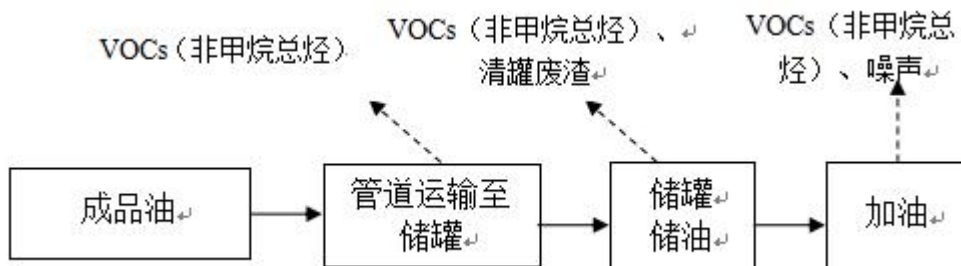 VOCs（非甲烷总烃）
VOCs（非甲烷总烃）、
清罐废渣
VOCs（非甲烷总
烃）、噪声
成品油
管道运输至
储罐
储罐
储油
加油